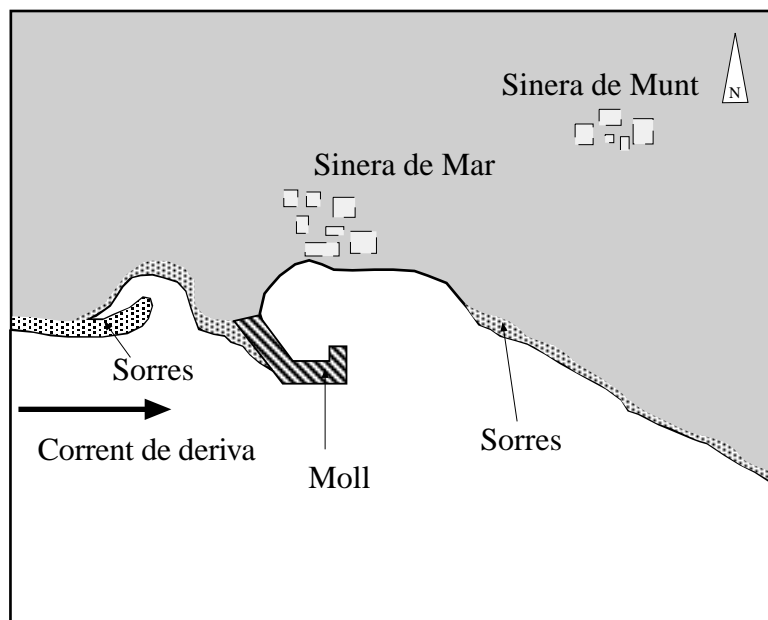 Sinera de Munt
N
Sinera de Mar
Sorres
Corrent de deriva
Moll
Sorres